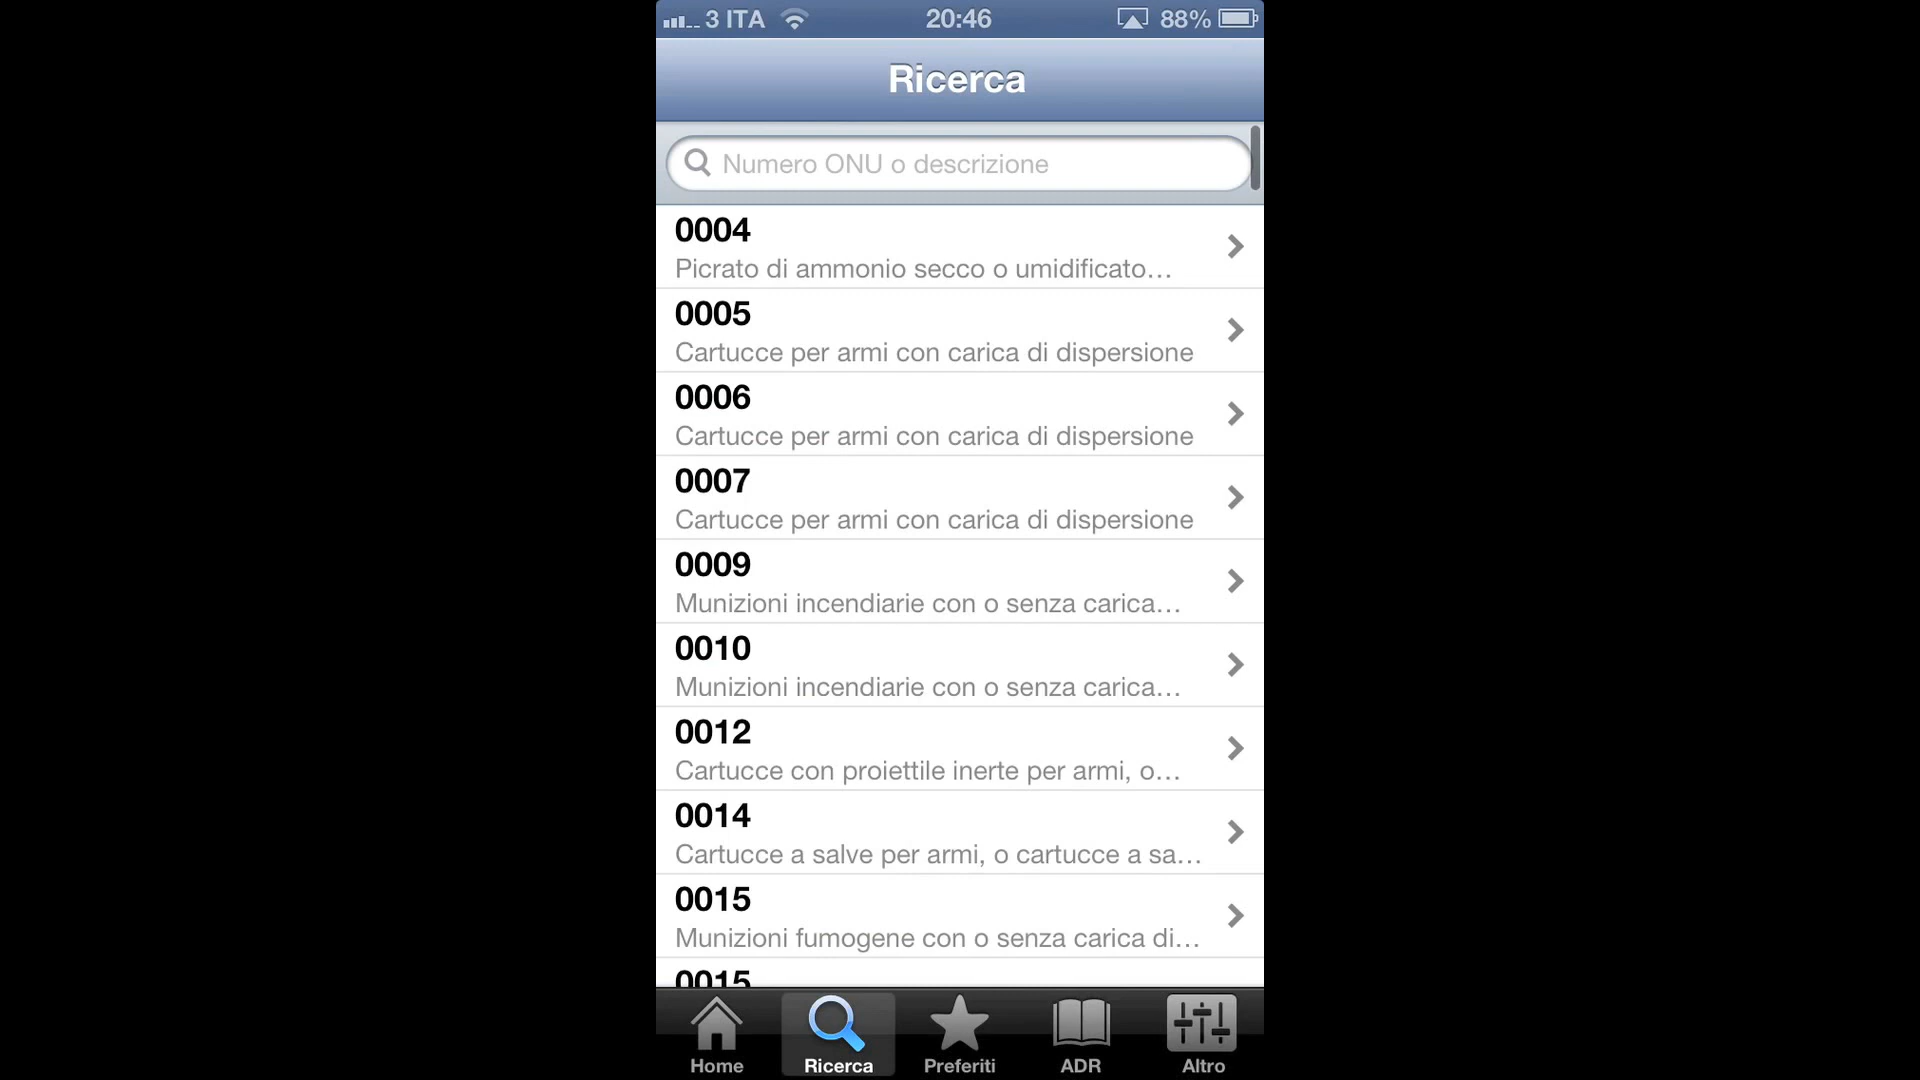 3 ITA 20:46 88%
Ricerca
Numero ONU o descrizione
0004
Picrato di ammonio secco o umidificato…
0005
Cartucce per armi con carica di dispersione
0006
Cartucce per armi con carica di dispersione
0007
Cartucce per armi con carica di dispersione
0009
Munizioni incendiarie con o senza carica…
0010
Munizioni incendiarie con o senza carica…
0012
Cartucce con proiettile inerte per armi, o…
0014
Cartucce a salve per armi, o cartucce a sa…
0015
Munizioni fumogene con o senza carica di…
0015
Home Ricerca Preferiti ADR Altro